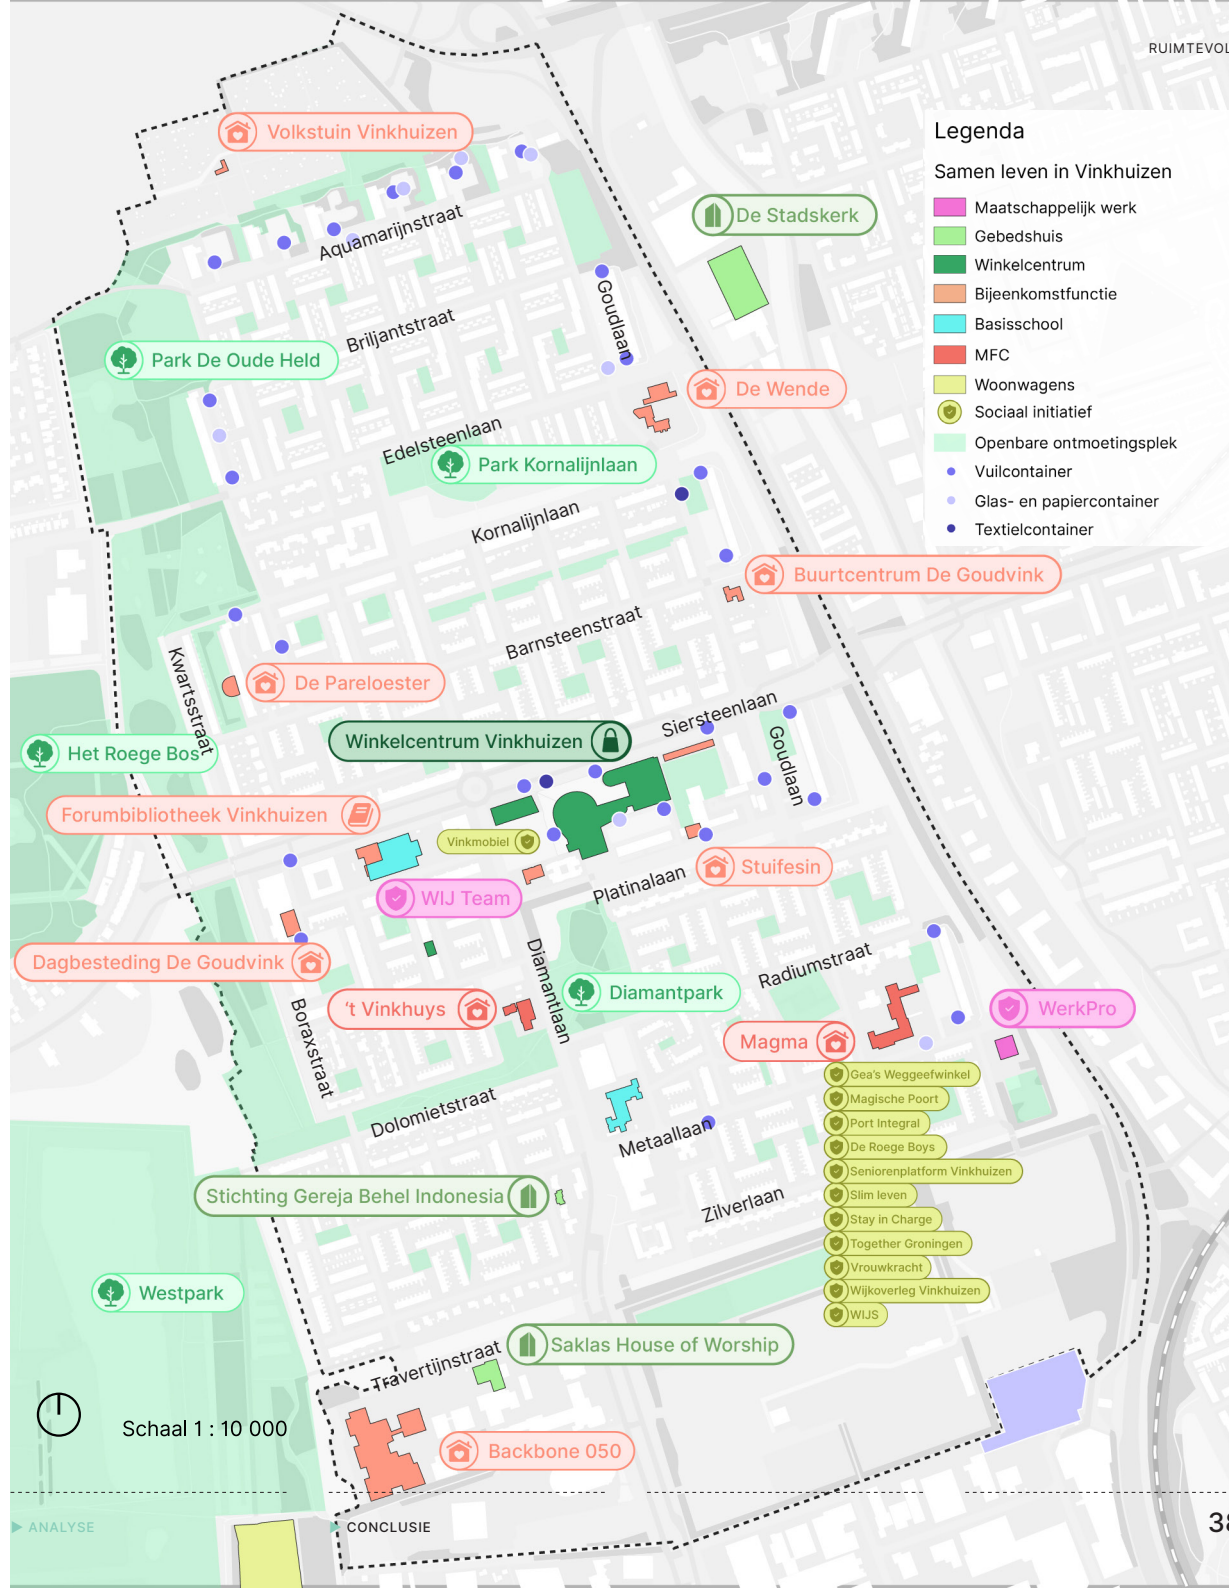 RUIMTEVOL
Legenda
Samen leven in Vinkhuizen
Maatschappelijk werk
Gebedshuis
Winkelcentrum
Bijeenkomstfunctie
Basisschool
MFC
Woonwagens
Sociaal initiatief
Openbare ontmoetingsplek
Vuilcontainer
Glas- en papiercontainer
Textielcontainer
Volkstuin Vinkhuizen
De Stadskerk
Aquamarijnstraat
Goudlaan
Briljantstraat
Park De Oude Held
De Wende
Edelsteenlaan
Park Kornalijnlaan
Kornalijnlaan
Buurtcentrum De Goudvink
Barnsteenstraat
Kwartsstraat
De Pareloester
Siersteenlaan
Goudlaan
Winkelcentrum Vinkhuizen
Het Roege Bos
Forumbibliotheek Vinkhuizen
Vinkmobiel
Stuifesin
Platinalaan
WIJ Team
Dagbesteding De Goudvink
Diamantlaan
Radiumstraat
Diamantpark
't Vinkhuys
WerkPro
Boraxstraat
Magma
Gea's Weggeefwinkel
Magische Poort
Port Integral
De Roege Boys
Seniorenplatform Vinkhuizen
Slim leven
Stay in Charge
Together Groningen
Vrouwkracht
Wijkoverleg Vinkhuizen
WIJS
Dolomietstraat
Metaallaan
Stichting Gereja Behel Indonesia
Zilverlaan
Westpark
Saklas House of Worship
Travertijnstraat
Schaal 1 : 10 000
Backbone 050
ANALYSE
CONCLUSIE
38